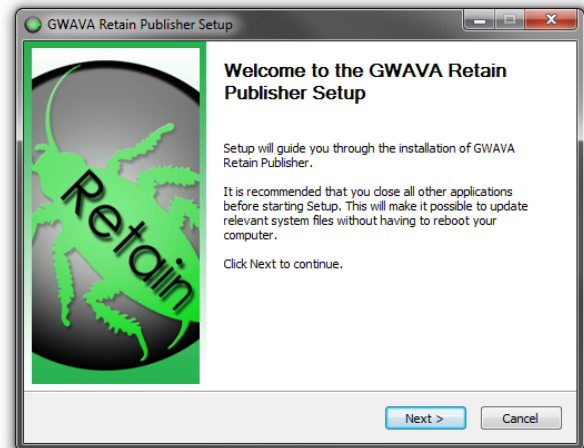 GWAVA Retain Publisher Setup
Welcome to the GWAVA Retain
Publisher Setup
Setup will guide you through the installation of GWAVA
Retain Publisher.
It is recommended that you close all other applications
before starting Setup. This will make it possible to update
relevant system files without having to reboot your
computer.
Click Next to continue.
Retain
Next >
Cancel